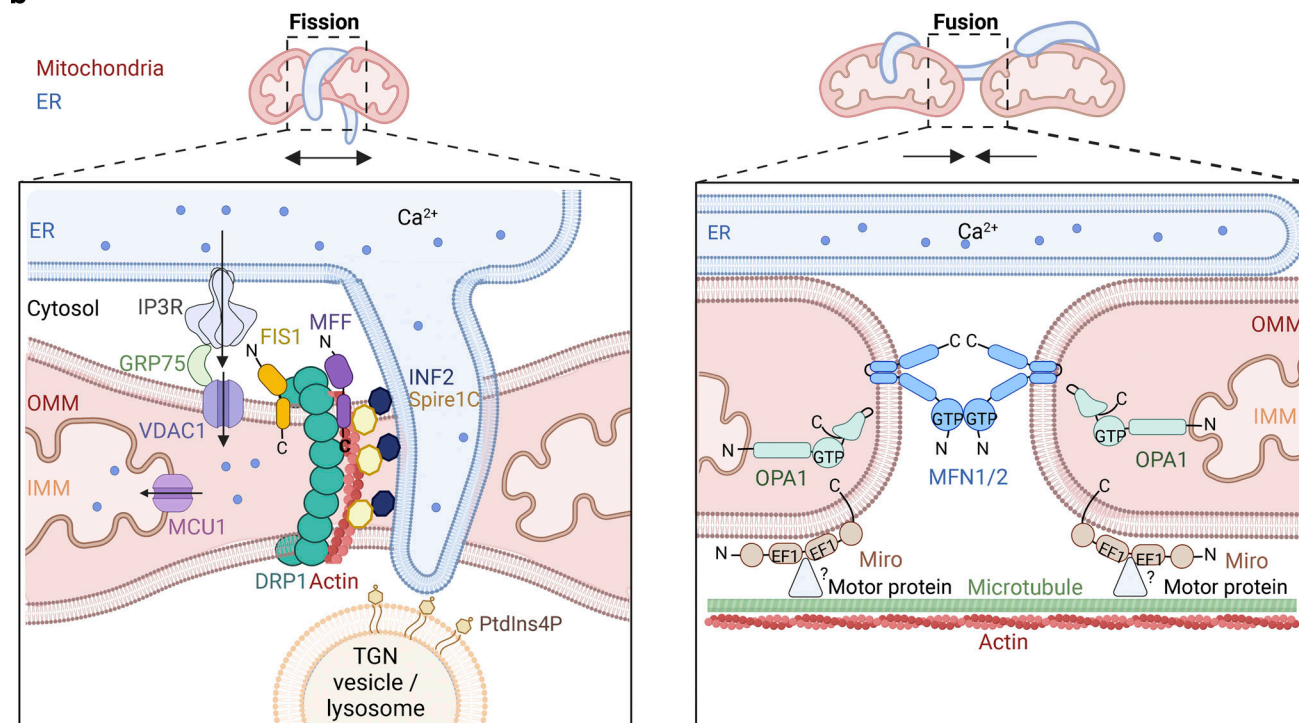 b
Fission
Mitochondria
ER
ER
Ca²⁺
Cytosol
IP3R
GRP75
FIS1
MFF
N
N
INF2
Spire1C
OMM
VDAC1
C
C
IMM
MCU1
DRP1 Actin
PtdIns4P
TGN
vesicle /
lysosome
Fusion
ER
Ca²⁺
OMM
C C
C
C
GTP GTP
GTP
GTP
N
N
N
N
OPA1
MFN1/2
OPA1
IMM
C
C
N
EF1
EF1
Miro
EF1
EF1
N
Miro
?
Motor protein
Microtubule
?
Motor protein
Actin